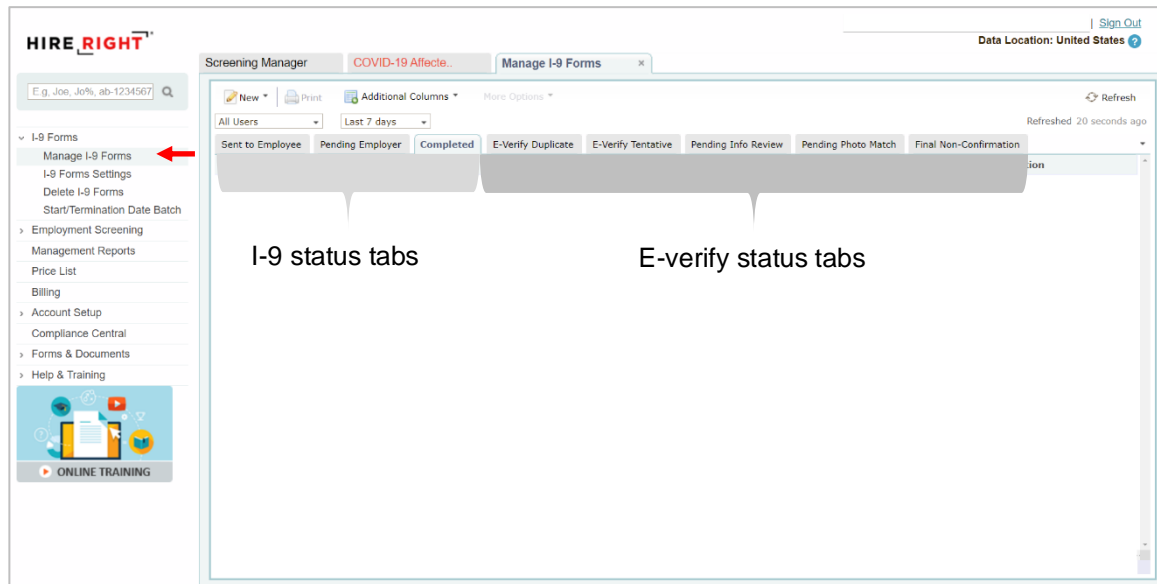 | Sign Out
HIRE RIGHT
Data Location: United States ?
Screening Manager COVID-19 Affecte.. Manage I-9 Forms ×
E.g, Joe, Jo%, ab-1234567
New Print Additional Columns More Options Refresh
All Users Last 7 days Refreshed 20 seconds ago
I-9 Forms
Sent to Employee Pending Employer Completed E-Verify Duplicate E-Verify Tentative Pending Info Review Pending Photo Match Final Non-Confirmation
Manage I-9 Forms
I-9 Forms Settings
Delete I-9 Forms
Start/Termination Date Batch
Employment Screening
Management Reports
Price List
Billing
Account Setup
Compliance Central
Forms & Documents
Help & Training
ONLINE TRAINING
I-9 status tabs
E-verify status tabs